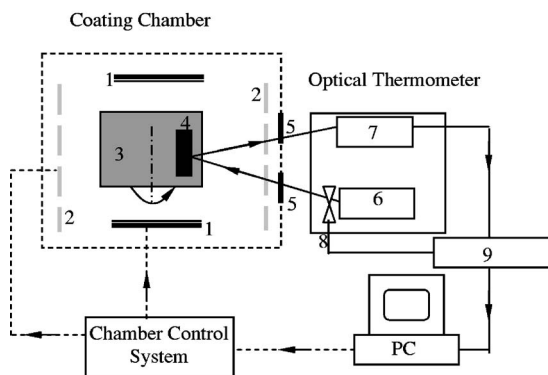 Coating Chamber
Optical Thermometer
1
2
4
5
7
3
6
5
2
1
8
9
Chamber Control
System
PC